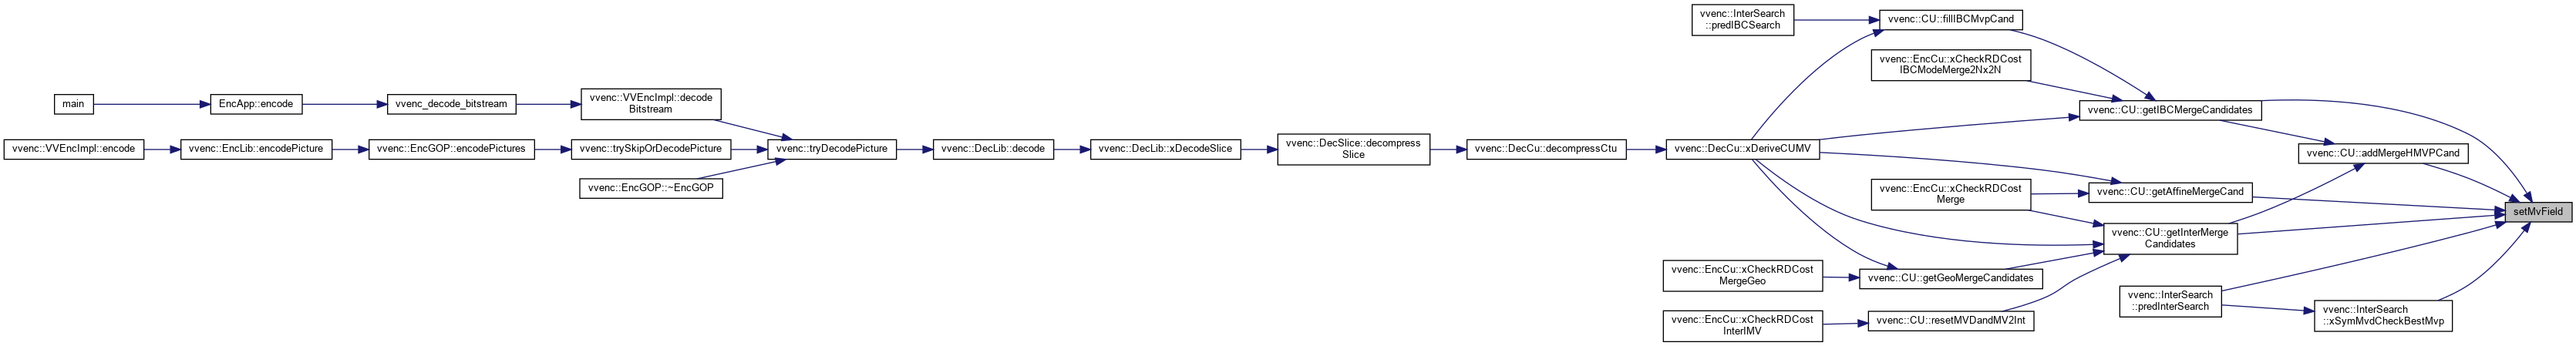 main
vvenc::VVEncImpl::encode
EncApp::encode
vvenc::EncLib::encodePicture
vvenc_decode_bitstream
vvenc::EncGOP::encodePictures
vvenc::VVEncImpl::decode
Bitstream
vvenc::trySkipOrDecodePicture
vvenc::EncGOP::~EncGOP
vvenc::tryDecodePicture
vvenc::DecLib::decode
vvenc::DecLib::xDecodeSlice
vvenc::DecSlice::decompress
Slice
vvenc::DecCu::decompressCtu
vvenc::InterSearch
::predIBCSearch
vvenc::DecCu::xDeriveCUMV
vvenc::EncCu::xCheckRDCost
MergeGeo
vvenc::EncCu::xCheckRDCost
InterIMV
vvenc::CU::fillIBCMvpCand
vvenc::EncCu::xCheckRDCost
IBCModeMerge2Nx2N
vvenc::EncCu::xCheckRDCost
Merge
vvenc::CU::getGeoMergeCandidates
vvenc::CU::resetMVDandMV2Int
vvenc::CU::getIBCMergeCandidates
vvenc::CU::getAffineMergeCand
vvenc::CU::getInterMerge
Candidates
vvenc::InterSearch
::predInterSearch
vvenc::CU::addMergeHMVPCand
vvenc::InterSearch
::xSymMvdCheckBestMvp
setMvField